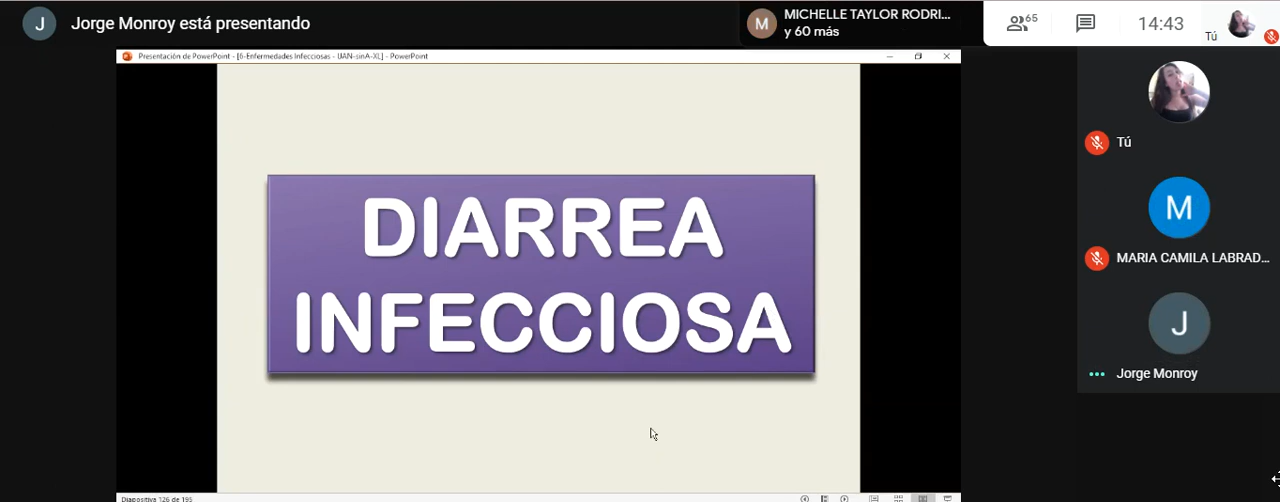 J
Jorge Monroy está presentando
M
MICHELLE TAYLOR RODRI...
y 60 más
65
14:43
Tú
Presentación de PowerPoint - [6-Enfermedades Infecciosas - UAN-sinA-XL] - PowerPoint
DIARREA
INFECCIOSA
Diapositiva 126 de 195
Tú
M
MARIA CAMILA LABRAD...
J
Jorge Monroy